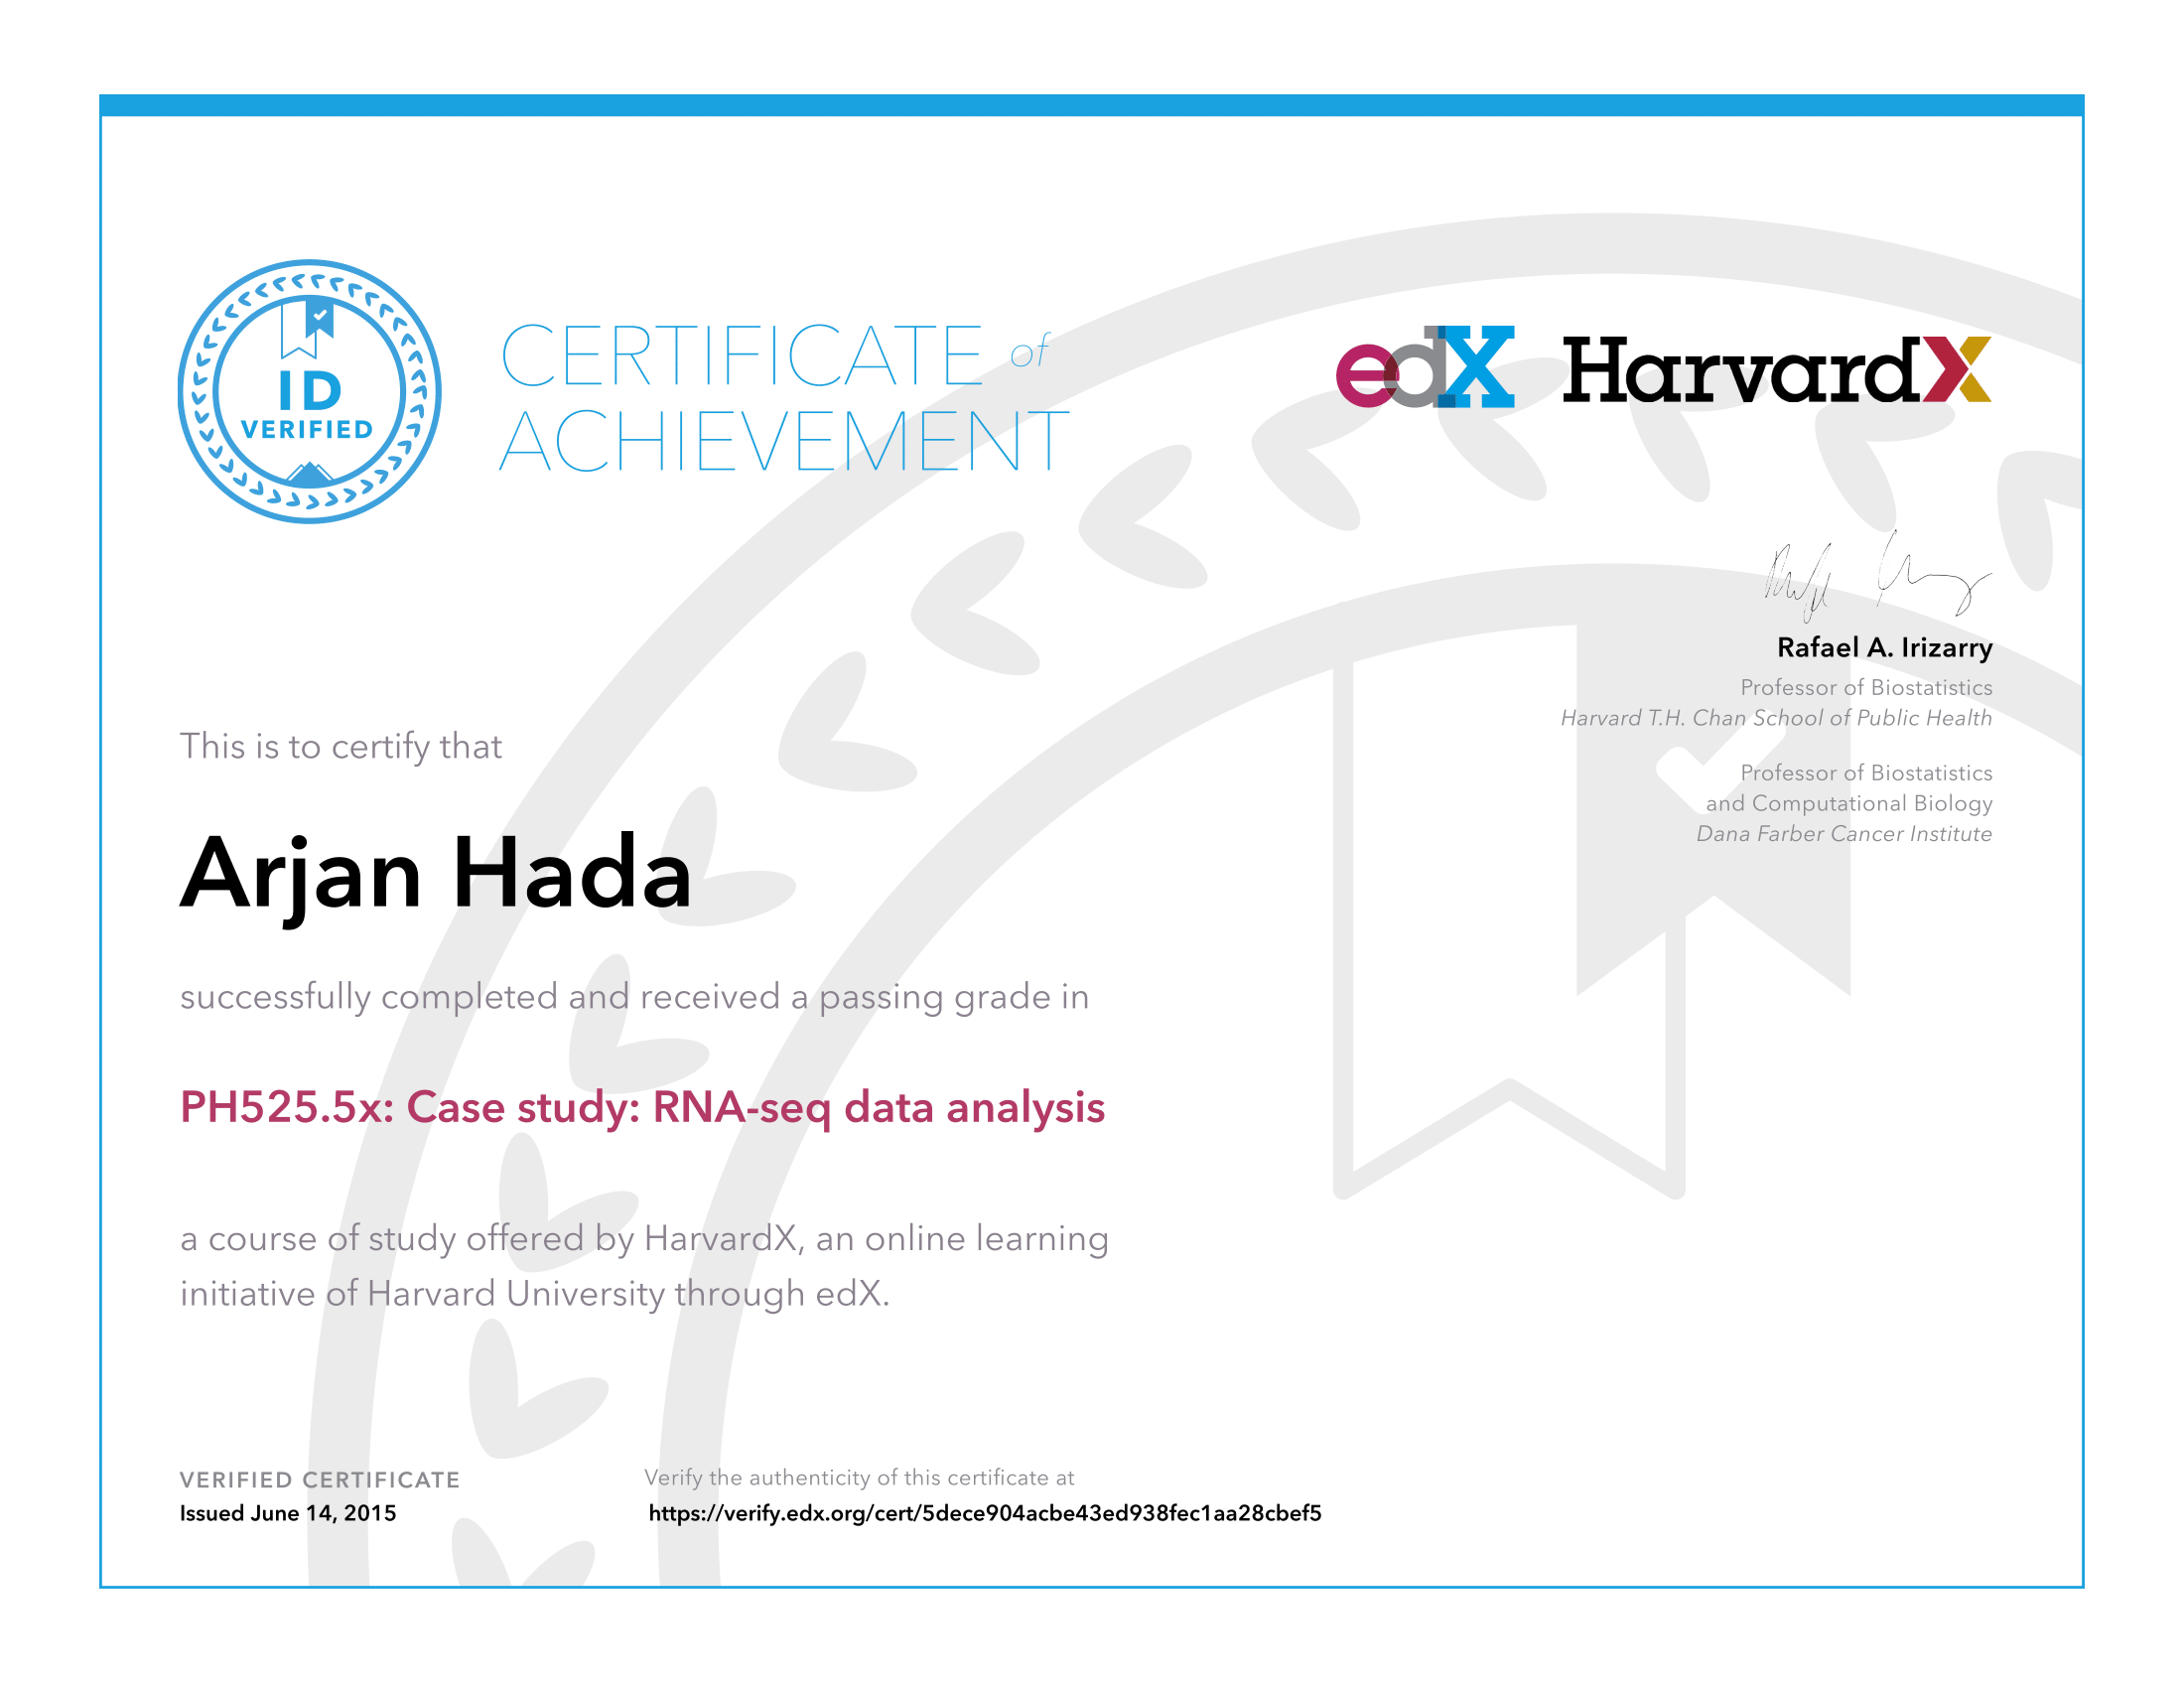 ID
VERIFIED
CERTIFICATE of
ACHIEVEMENT
edX HarvardX
Rafael A. Irizarry
Professor of Biostatistics
Harvard T.H. Chan School of Public Health
Professor of Biostatistics
and Computational Biology
Dana Farber Cancer Institute
This is to certify that
Arjan Hada
successfully completed and received a passing grade in
PH525.5x: Case study: RNA-seq data analysis
a course of study offered by HarvardX, an online learning
initiative of Harvard University through edX.
VERIFIED CERTIFICATE
Issued June 14, 2015
Verify the authenticity of this certificate at
https://verify.edx.org/cert/5dece904acbe43ed938fec1aa28cbef5